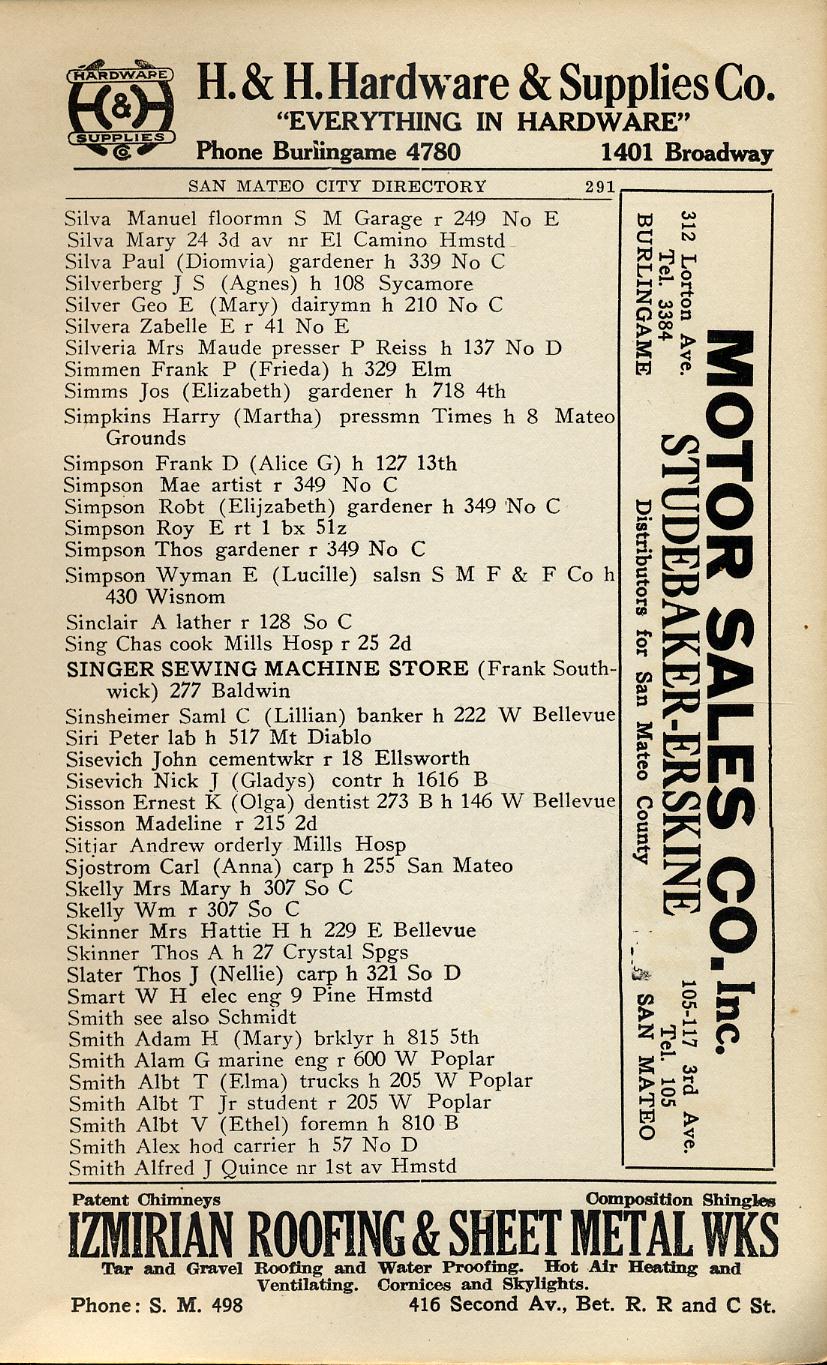 HARDWARE
H&H
SUPPLIES
Co
H. & H. Hardware & Supplies Co.
"EVERYTHING IN HARDWARE"
Phone Burlingame 4780 1401 Broadway
SAN MATEO CITY DIRECTORY 291
Silva Manuel floormn S M Garage r 249 No E
Silva Mary 24 3d av nr El Camino Hmstd
Silva Paul (Diomvia) gardener h 339 No C
Silverberg J S (Agnes) h 108 Sycamore
Silver Geo E (Mary) dairymn h 210 No C
Silvera Zabelle E r 41 No E
Silveria Mrs Maude presser P Reiss h 137 No D
Simmen Frank P (Frieda) h 329 Elm
Simms Jos (Elizabeth) gardener h 718 4th
Simpkins Harry (Martha) pressmn Times h 8 Mateo
Grounds
Simpson Frank D (Alice G) h 127 13th
Simpson Mae artist r 349 No C
Simpson Robt (Elijzabeth) gardener h 349 No C
Simpson Roy E rt 1 bx 51z
Simpson Thos gardener r 349 No C
Simpson Wyman E (Lucille) salsn S M F & F Co h
430 Wisnom
Sinclair A lather r 128 So C
Sing Chas cook Mills Hosp r 25 2d
SINGER SEWING MACHINE STORE (Frank South-
wick) 277 Baldwin
Sinsheimer Saml C (Lillian) banker h 222 W Bellevue
Siri Peter lab h 517 Mt Diablo
Sisevich John cementwkr r 18 Ellsworth
Sisevich Nick J (Gladys) contr h 1616 B
Sisson Ernest K (Olga) dentist 273 B h 146 W Bellevue
Sisson Madeline r 215 2d
Sitjar Andrew orderly Mills Hosp
Sjostrom Carl (Anna) carp h 255 San Mateo
Skelly Mrs Mary h 307 So C
Skelly Wm r 307 So C
Skinner Mrs Hattie H h 229 E Bellevue
Skinner Thos A h 27 Crystal Spgs
Slater Thos J (Nellie) carp h 321 So D
Smart W H elec eng 9 Pine Hmstd
Smith see also Schmidt
Smith Adam H (Mary) brklyr h 815 5th
Smith Alam G marine eng r 600 W Poplar
Smith Albt T (Elma) trucks h 205 W Poplar
Smith Albt T Jr student r 205 W Poplar
Smith Albt V (Ethel) foremn h 810 B
Smith Alex hod carrier h 57 No D
Smith Alfred J Quince nr 1st av Hmstd
MOTOR SALES CO. Inc.
STUDEBAKER-ERSKINE
Distributors for San Mateo County
312 Lorton Ave.
Tel. 3384
BURLINGAME
105-117 3rd Ave.
Tel. 105
SAN MATEO
Patent Chimneys Composition Shingles
IZMIRIAN ROOFING & SHEET METAL WKS
Tar and Gravel Roofing and Water Proofing. Hot Air Heating and
Ventilating. Cornices and Skylights.
Phone: S. M. 498 416 Second Av., Bet. R. R and C St.